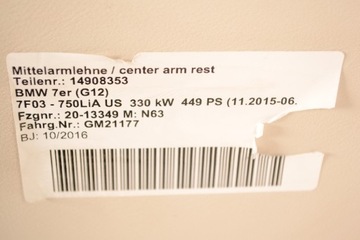 Mittelarmlehne / center arm rest
Teilenr.: 14908353
BMW 7er (G12)
7F03 - 750LiA US 330 kW 449 PS (11.2015-06.
Fzgnr.: 20-13349 M: N63
Fahrg.Nr.: GM21177
BJ: 10/2016